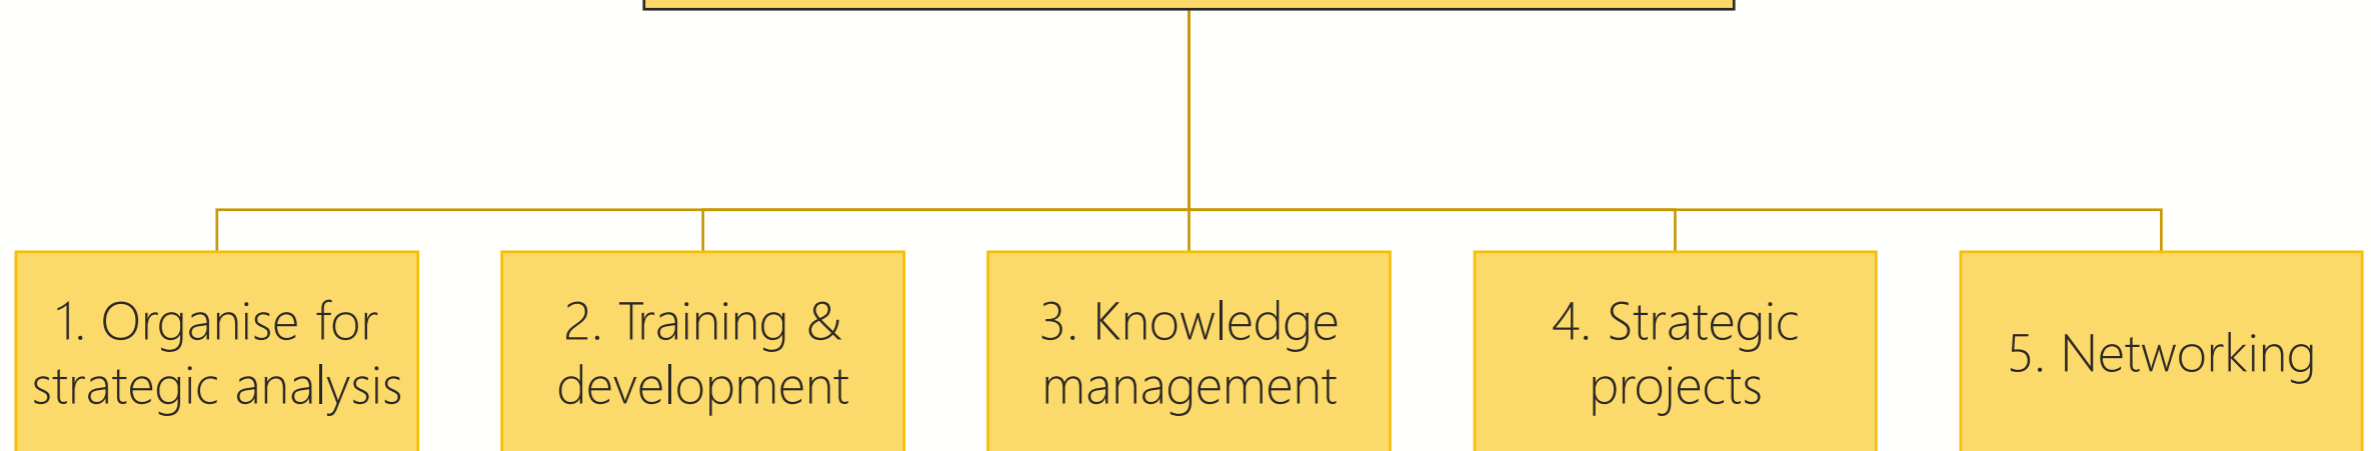 1. Organise for
strategic analysis
2. Training &
development
3. Knowledge
management
4. Strategic
projects
5. Networking